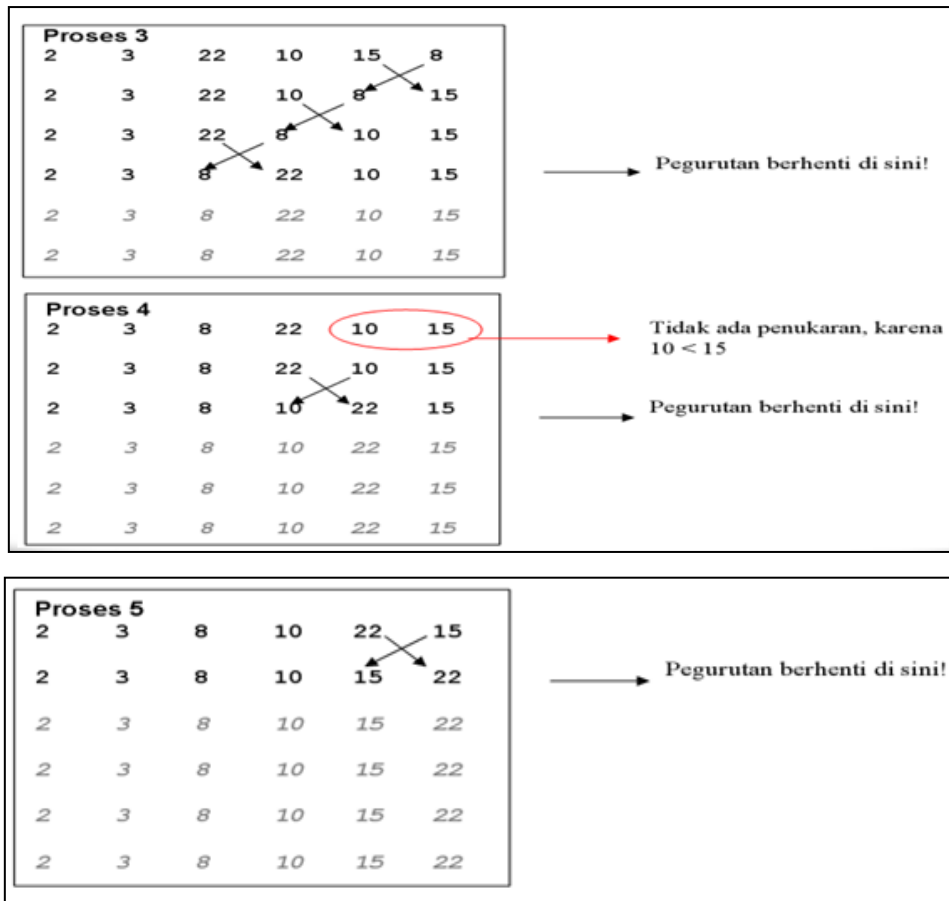 Proses 3
2 3 22 10 15 8
2 3 22 10 8 15
2 3 22 8 10 15
2 3 8 22 10 15
2 3 8 22 10 15
2 3 8 22 10 15
Pegurutan berhenti di sini!
Proses 4
2 3 8 22 10 15
2 3 8 22 10 15
2 3 8 10 22 15
2 3 8 10 22 15
2 3 8 10 22 15
2 3 8 10 22 15
Tidak ada penukaran, karena
10 < 15
Pegurutan berhenti di sini!
Proses 5
2 3 8 10 22 15
2 3 8 10 15 22
2 3 8 10 15 22
2 3 8 10 15 22
2 3 8 10 15 22
2 3 8 10 15 22
Pegurutan berhenti di sini!